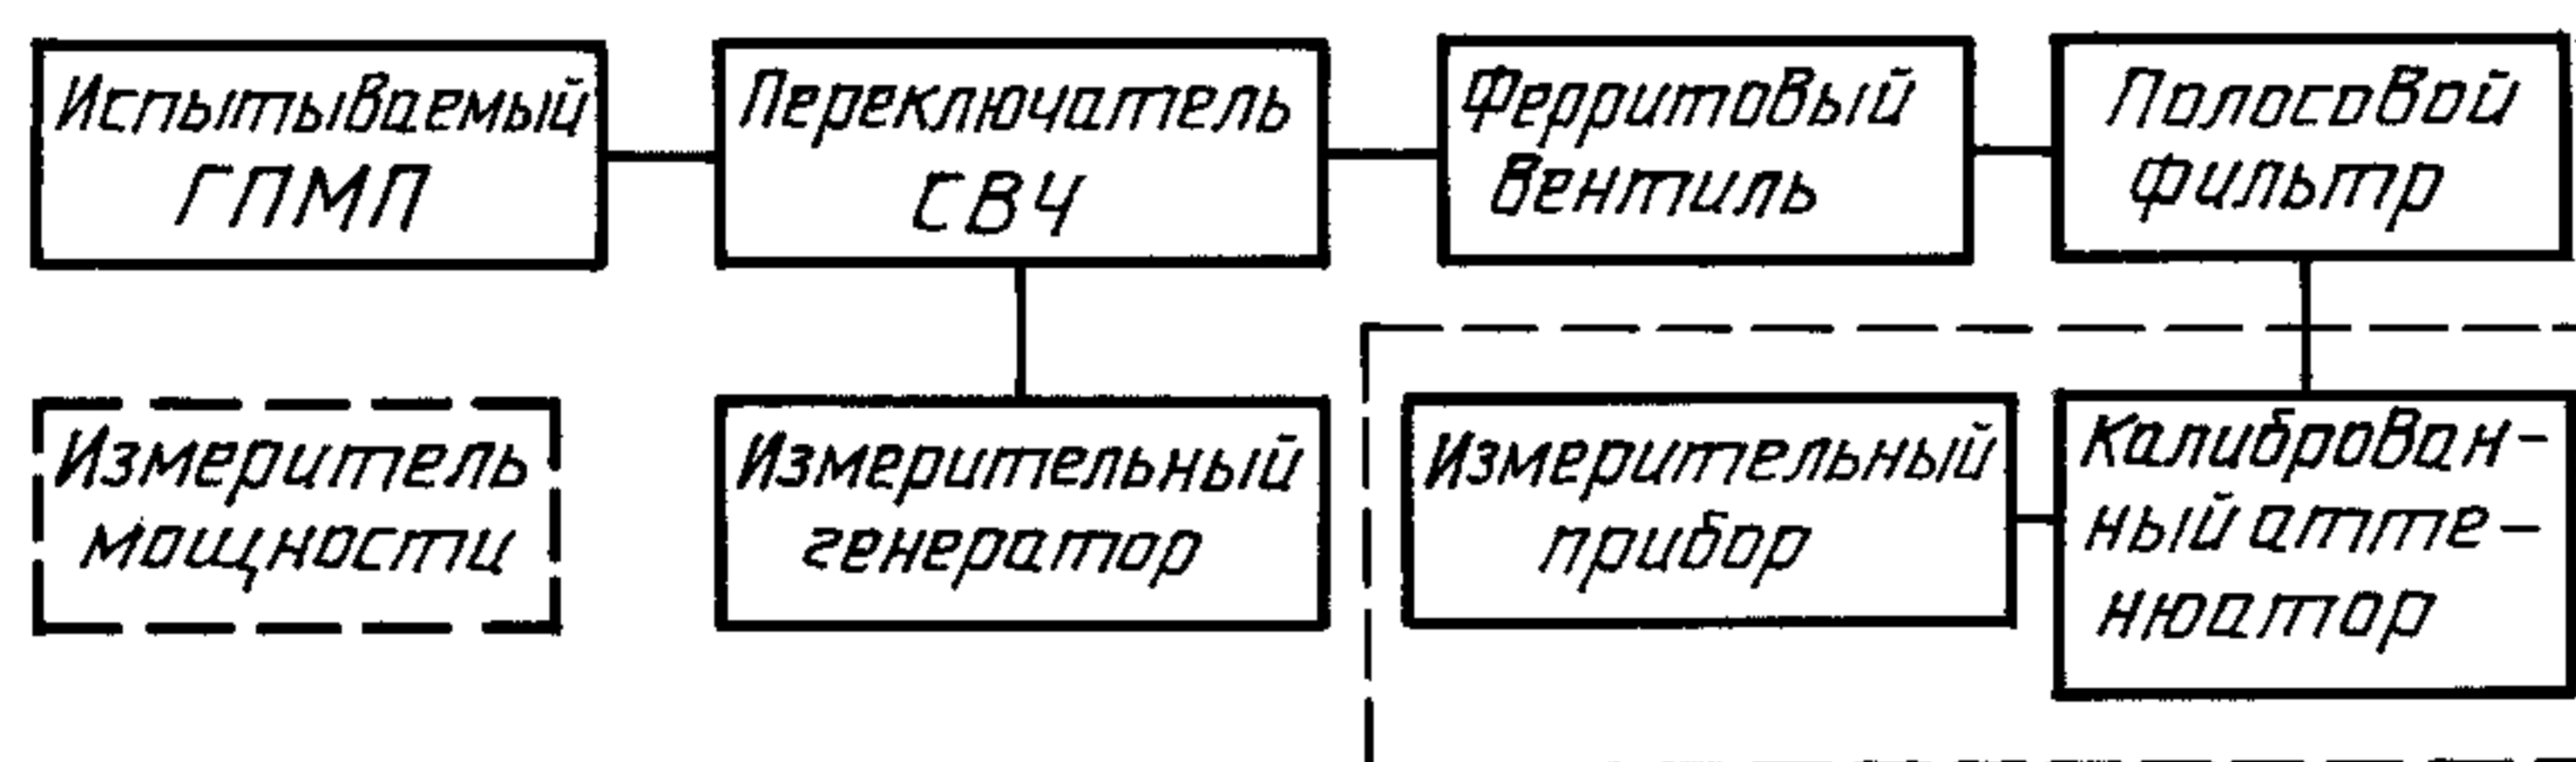 Испытываемый
ГПМП
Переключатель
СВЧ
Ферритовый
вентиль
Полосовой
фильтр
Измеритель
мощности
Измерительный
генератор
Измерительный
прибор
Калиброван-
ный атте-
нюатор